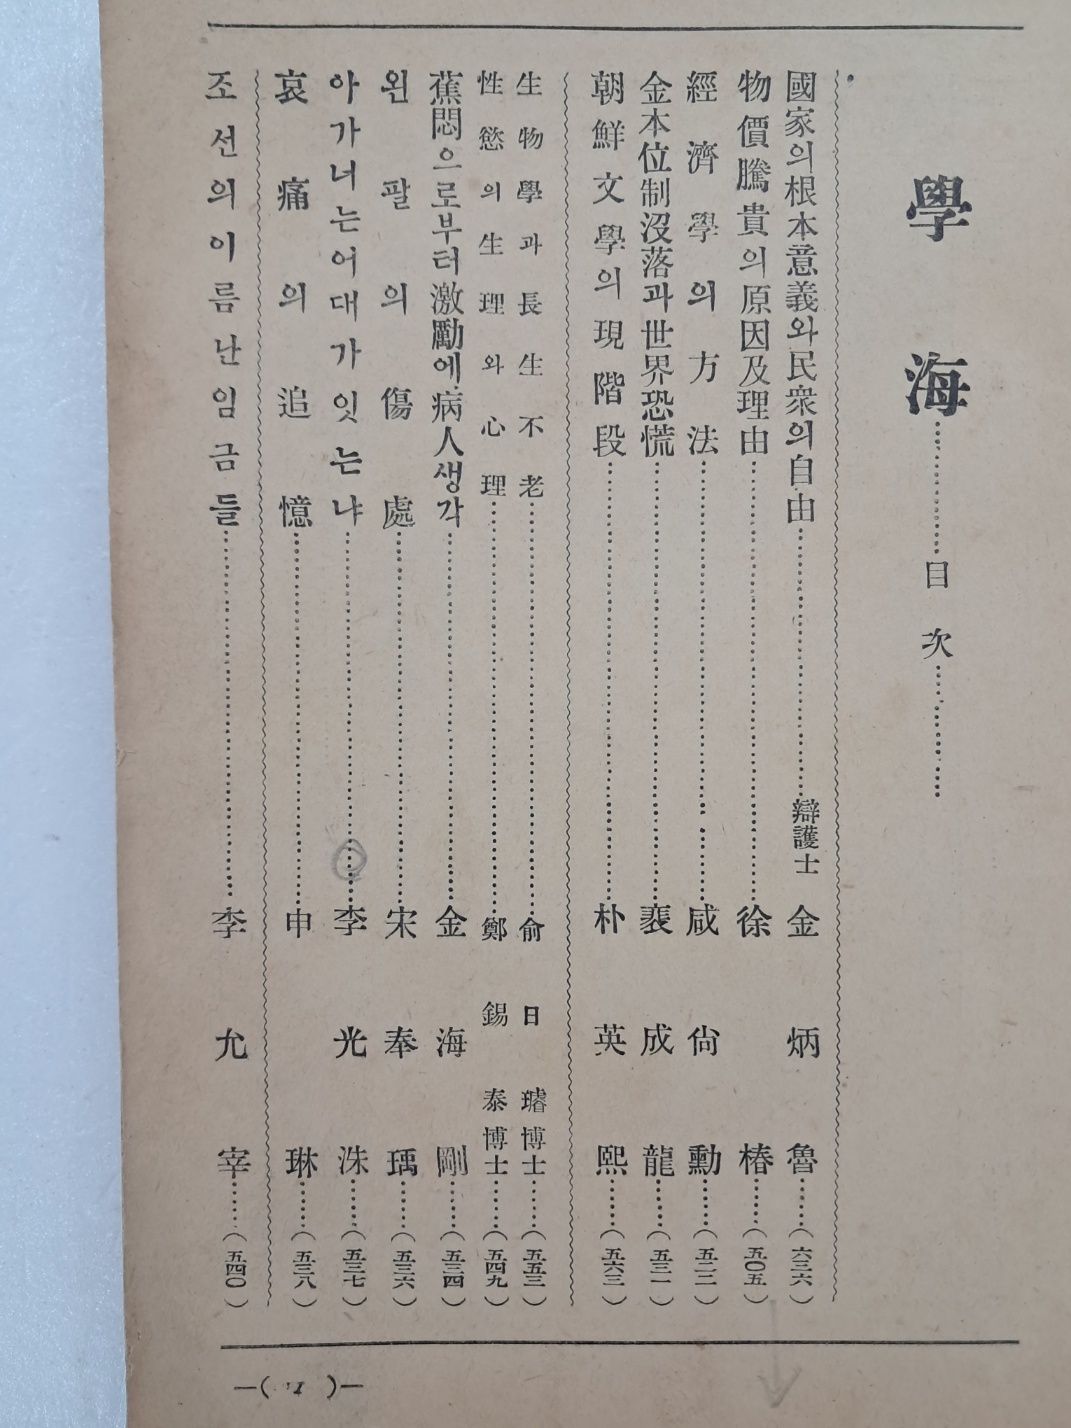 學海………目次………
國家의根本意義와民衆의自由………辯護士 金炳魯……(六三六)
物價騰貴의原因及理由………徐椿……(五〇五)
經濟學의方法………咸尙勳……(五二二)
金本位制沒落과世界恐慌………裵成龍……(五三一)
朝鮮文學의現階段………朴英熙……(五六三)
生物學과長生不老………俞日璿博士……(五五三)
性慾의生理와心理………鄭錫泰博士……(五四九)
蕉悶으로부터激勵에病人생각………金海剛……(五三四)
왼팔의傷處………宋奉瑀……(五三六)
아가너는어대가잇는냐………李光洙……(五三七)
哀痛의追憶………申琳……(五三八)
조선의이름난임금들………李允宰……(五四〇)